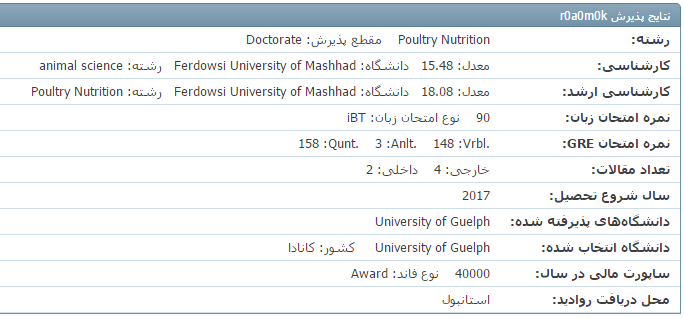 نتایج پذیرش r0a0m0k
رشته: Poultry Nutrition مقطع پذیرش: Doctorate
کارشناسی: معدل: 15.48 دانشگاه: Ferdowsi University of Mashhad رشته: animal science
کارشناسی ارشد: معدل: 18.08 دانشگاه: Ferdowsi University of Mashhad رشته: Poultry Nutrition
نمره امتحان زبان: 90 نوع امتحان زبان: iBT
نمره امتحان GRE: Vrbl.: 148 Anlt.: 3 Qunt.: 158
تعداد مقالات: خارجی: 4 داخلی: 2
سال شروع تحصیل: 2017
دانشگاه‌های پذیرفته شده: University of Guelph
دانشگاه انتخاب شده: University of Guelph کشور: کانادا
ساپورت مالی در سال: 40000 نوع فاند: Award
محل دریافت روادید: استانبول